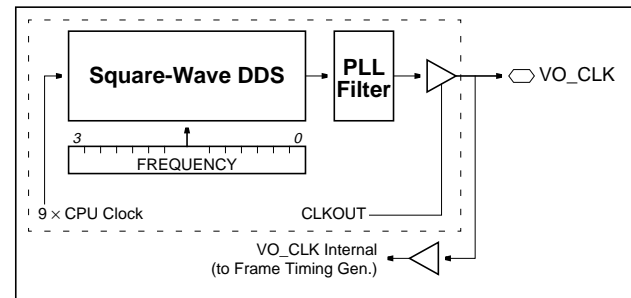 Square-Wave DDS
PLL
Filter
VO_CLK
3
0
FREQUENCY
9 × CPU Clock
CLKOUT
VO_CLK Internal
(to Frame Timing Gen.)